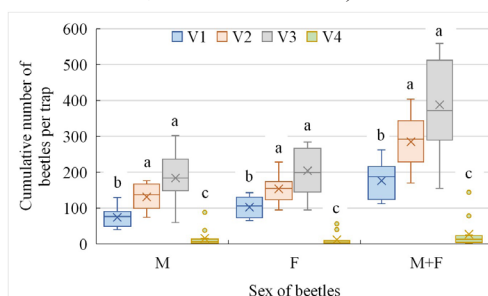 V1 V2 V3 V4
Cumulative number of
beetles per trap
600
500
400
300
200
100
0
b a a c
b a a c
b a a c
M F M+F
Sex of beetles